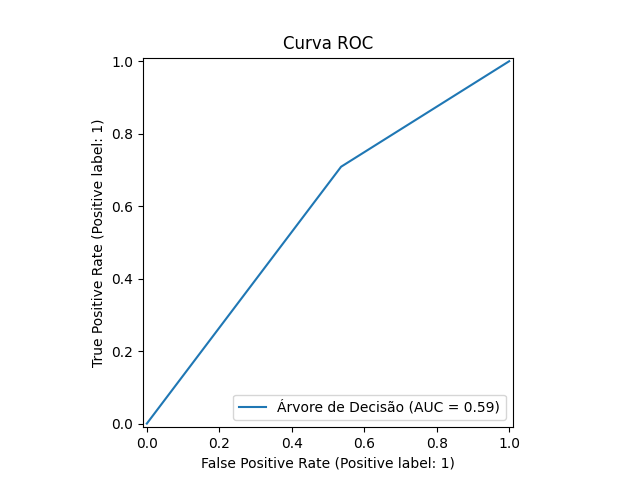 Curva ROC
True Positive Rate (Positive label: 1)
1.0
0.8
0.6
0.4
0.2
0.0
Árvore de Decisão (AUC = 0.59)
0.0 0.2 0.4 0.6 0.8 1.0
False Positive Rate (Positive label: 1)